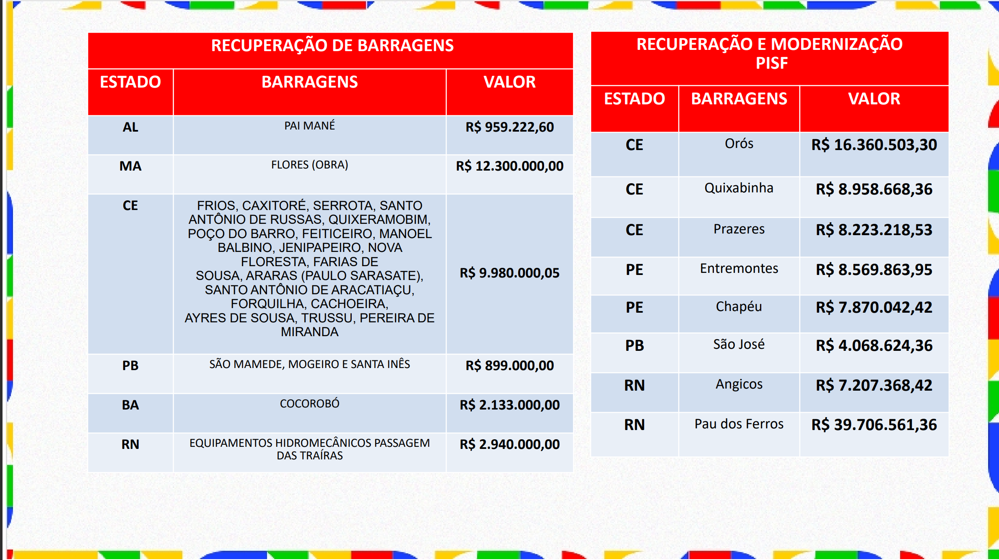 RECUPERAÇÃO DE BARRAGENS
ESTADO BARRAGENS VALOR
AL PAI MANÉ R$ 959.222,60
MA FLORES (OBRA) R$ 12.300.000,00
CE FRIOS, CAXITORÉ, SERROTA, SANTO
ANTÔNIO DE RUSSAS, QUIXERAMOBIM,
POÇO DO BARRO, FEITICEIRO, MANOEL
BALBINO, JENIPAPEIRO, NOVA
FLORESTA, FARIAS DE
SOUSA, ARARAS (PAULO SARASATE),
SANTO ANTÔNIO DE ARACATIAÇU,
FORQUILHA, CACHOEIRA,
AYRES DE SOUSA, TRUSSU, PEREIRA DE
MIRANDA
R$ 9.980.000,05
PB SÃO MAMEDE, MOGEIRO E SANTA INÊS R$ 899.000,00
BA COCOROBÓ R$ 2.133.000,00
RN EQUIPAMENTOS HIDROMECÂNICOS PASSAGEM
DAS TRAÍRAS
R$ 2.940.000,00
RECUPERAÇÃO E MODERNIZAÇÃO
PISF
ESTADO BARRAGENS VALOR
CE Orós R$ 16.360.503,30
CE Quixabinha R$ 8.958.668,36
CE Prazeres R$ 8.223.218,53
PE Entremontes R$ 8.569.863,95
PE Chapéu R$ 7.870.042,42
PB São José R$ 4.068.624,36
RN Angicos R$ 7.207.368,42
RN Pau dos Ferros R$ 39.706.561,36